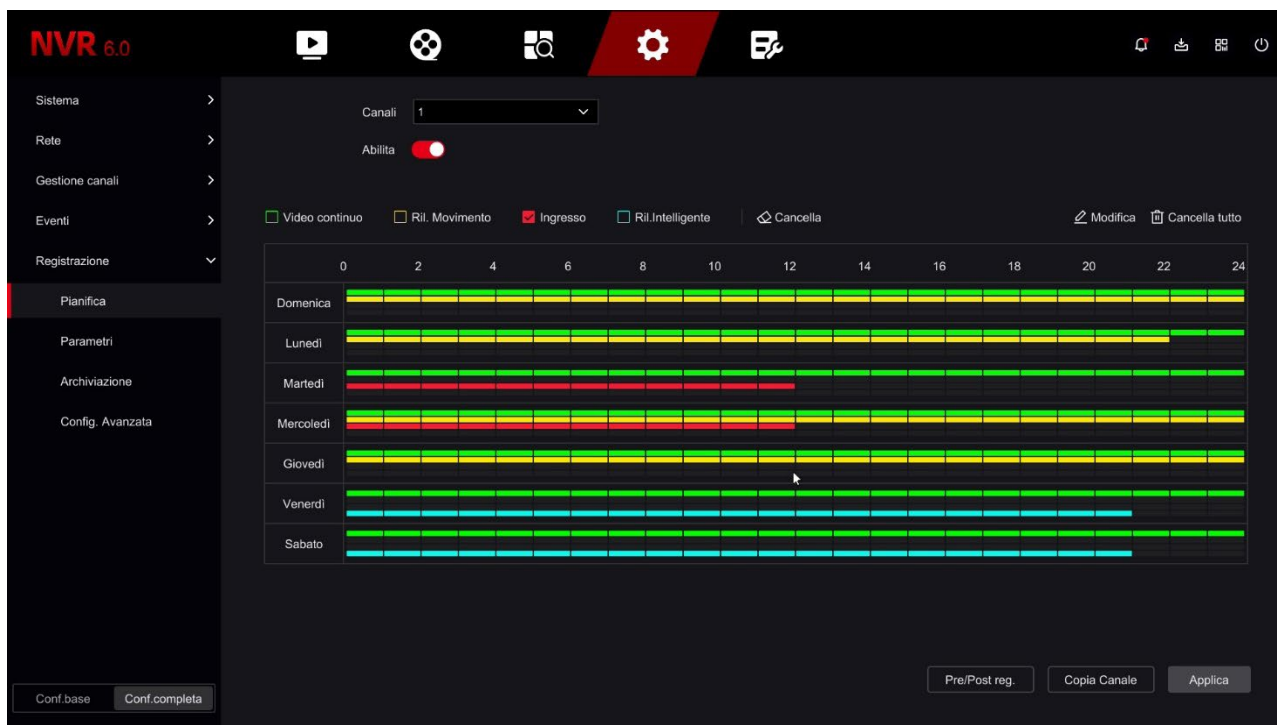 NVR 6.0
Sistema
Rete
Gestione canali
Eventi
Registrazione
Pianifica
Parametri
Archiviazione
Config. Avanzata
Conf.base Conf.completa
Canali 1
Abilita
Video continuo Ril. Movimento Ingresso Ril.Intelligente Cancella Modifica Cancella tutto
0 2 4 6 8 10 12 14 16 18 20 22 24
Domenica
Lunedì
Martedì
Mercoledì
Giovedì
Venerdì
Sabato
Pre/Post reg. Copia Canale Applica